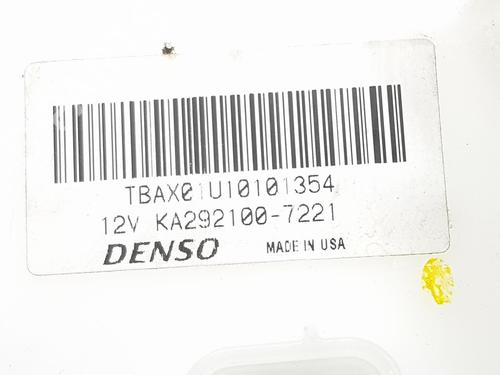 TBAX01U10101354
12V KA292100-7221
DENSO MADE IN USA